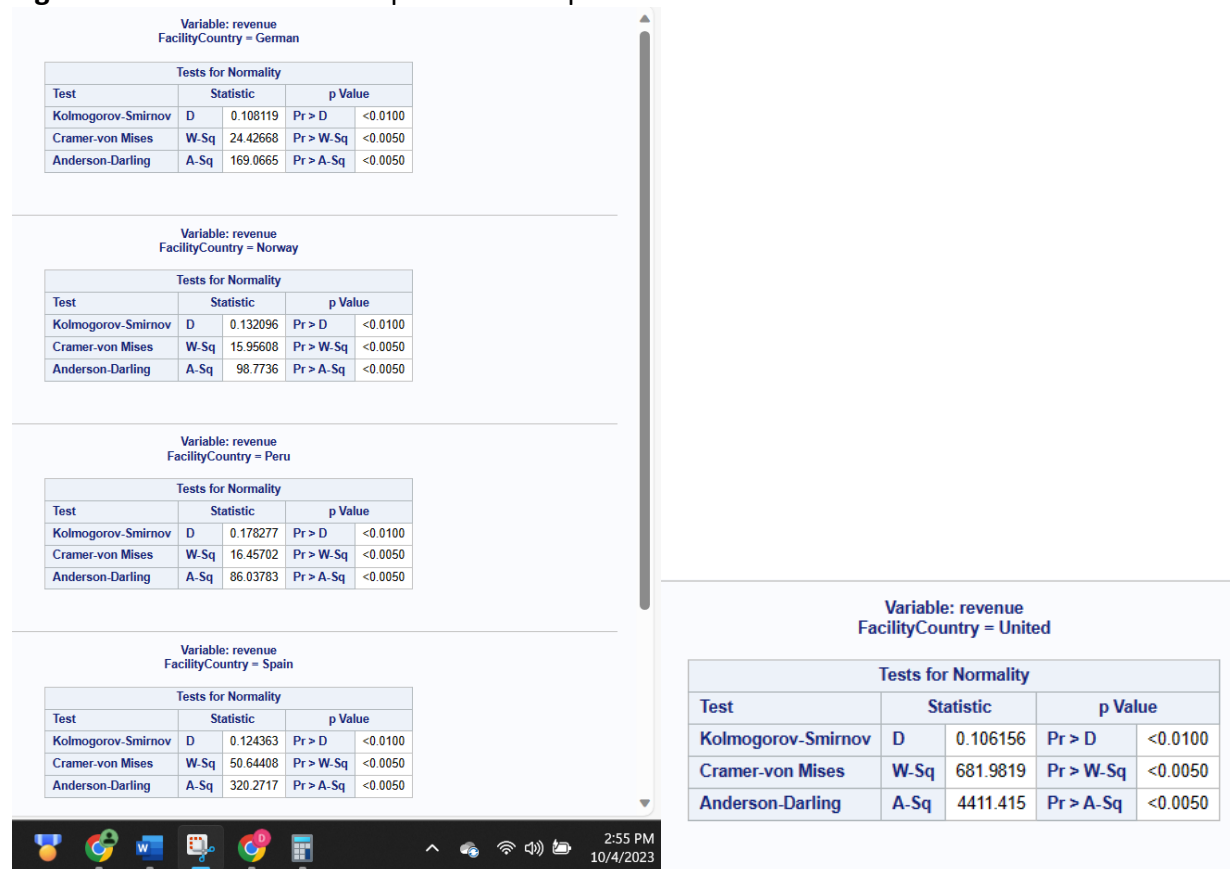 Variable: revenue
FacilityCountry = German
Tests for Normality
Test Statistic p Value
Kolmogorov-Smirnov D 0.108119 Pr > D <0.0100
Cramer-von Mises W-Sq 24.42668 Pr > W-Sq <0.0050
Anderson-Darling A-Sq 169.0665 Pr > A-Sq <0.0050
Variable: revenue
FacilityCountry = Norway
Tests for Normality
Test Statistic p Value
Kolmogorov-Smirnov D 0.132096 Pr > D <0.0100
Cramer-von Mises W-Sq 15.95608 Pr > W-Sq <0.0050
Anderson-Darling A-Sq 98.7736 Pr > A-Sq <0.0050
Variable: revenue
FacilityCountry = Peru
Tests for Normality
Test Statistic p Value
Kolmogorov-Smirnov D 0.178277 Pr > D <0.0100
Cramer-von Mises W-Sq 16.45702 Pr > W-Sq <0.0050
Anderson-Darling A-Sq 86.03783 Pr > A-Sq <0.0050
Variable: revenue
FacilityCountry = Spain
Tests for Normality
Test Statistic p Value
Kolmogorov-Smirnov D 0.124363 Pr > D <0.0100
Cramer-von Mises W-Sq 50.64408 Pr > W-Sq <0.0050
Anderson-Darling A-Sq 320.2717 Pr > A-Sq <0.0050
W D 2:55 PM
10/4/2023
Variable: revenue
FacilityCountry = United
Tests for Normality
Test Statistic p Value
Kolmogorov-Smirnov D 0.106156 Pr > D <0.0100
Cramer-von Mises W-Sq 681.9819 Pr > W-Sq <0.0050
Anderson-Darling A-Sq 4411.415 Pr > A-Sq <0.0050